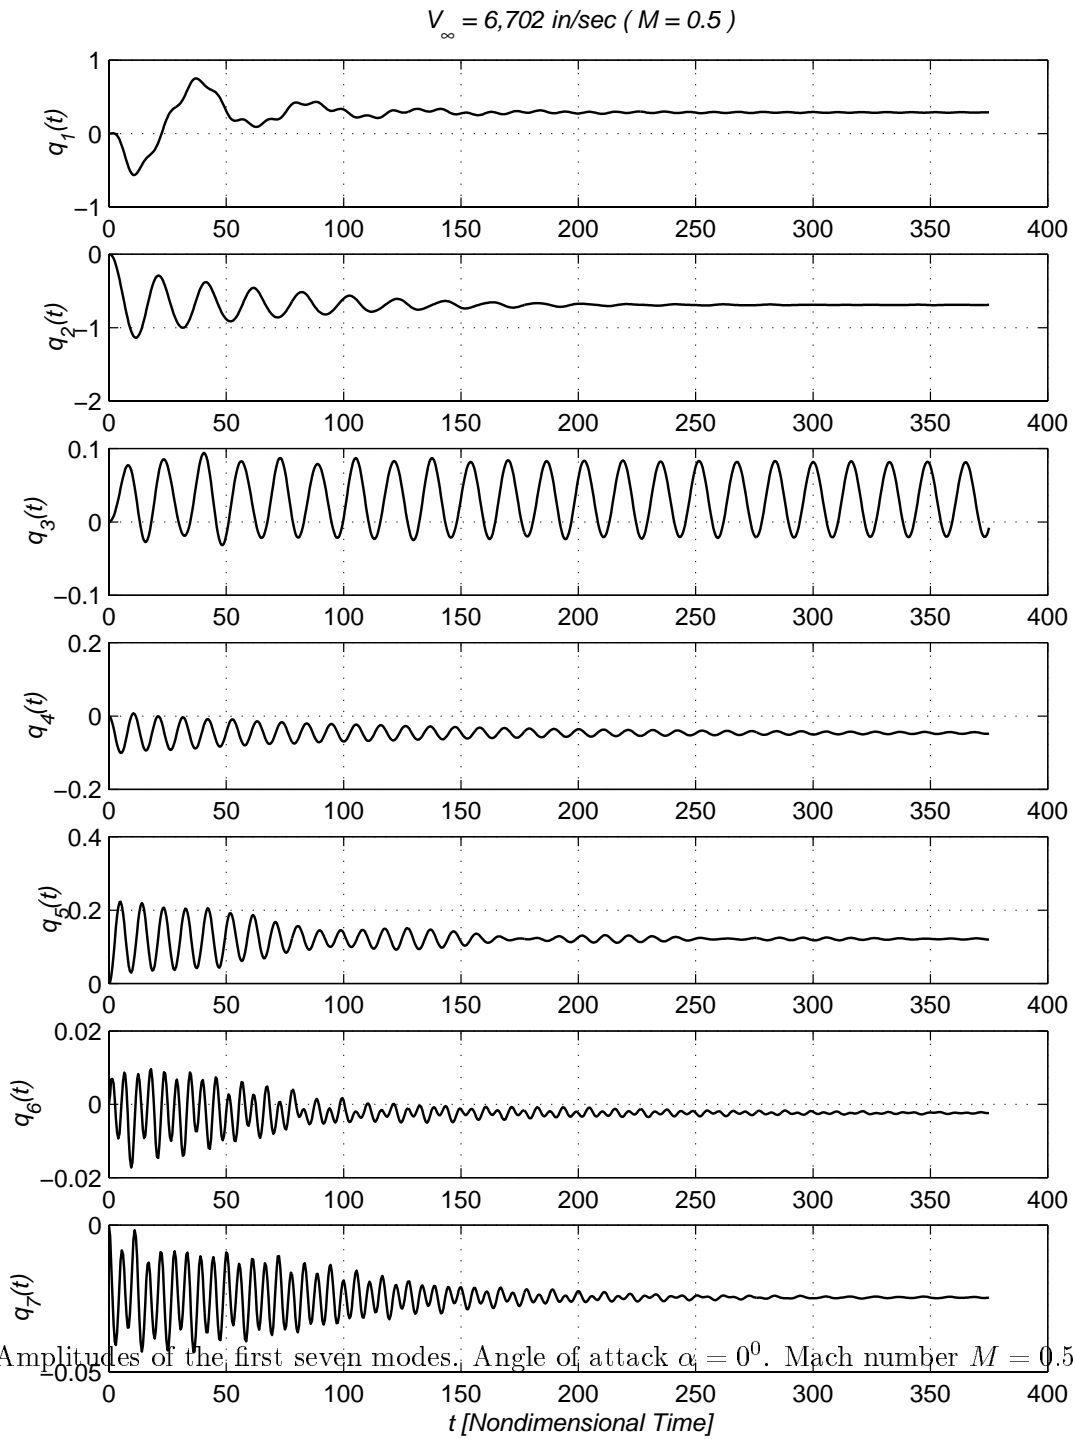 V∞ = 6,702 in/sec ( M = 0.5 )
1
0
−1
q1(t)
0 50 100 150 200 250 300 350 400
0
−1
−2
q2(t)
0 50 100 150 200 250 300 350 400
0.1
0
−0.1
q3(t)
0 50 100 150 200 250 300 350 400
0.2
0
−0.2
q4(t)
0 50 100 150 200 250 300 350 400
0.4
0.2
0
q5(t)
0 50 100 150 200 250 300 350 400
0.02
0
−0.02
q6(t)
0 50 100 150 200 250 300 350 400
0
−0.05
q7(t)
Amplitudes of the first seven modes. Angle of attack α = 0⁰. Mach number M = 0.5
0 50 100 150 200 250 300 350 400
t [Nondimensional Time]